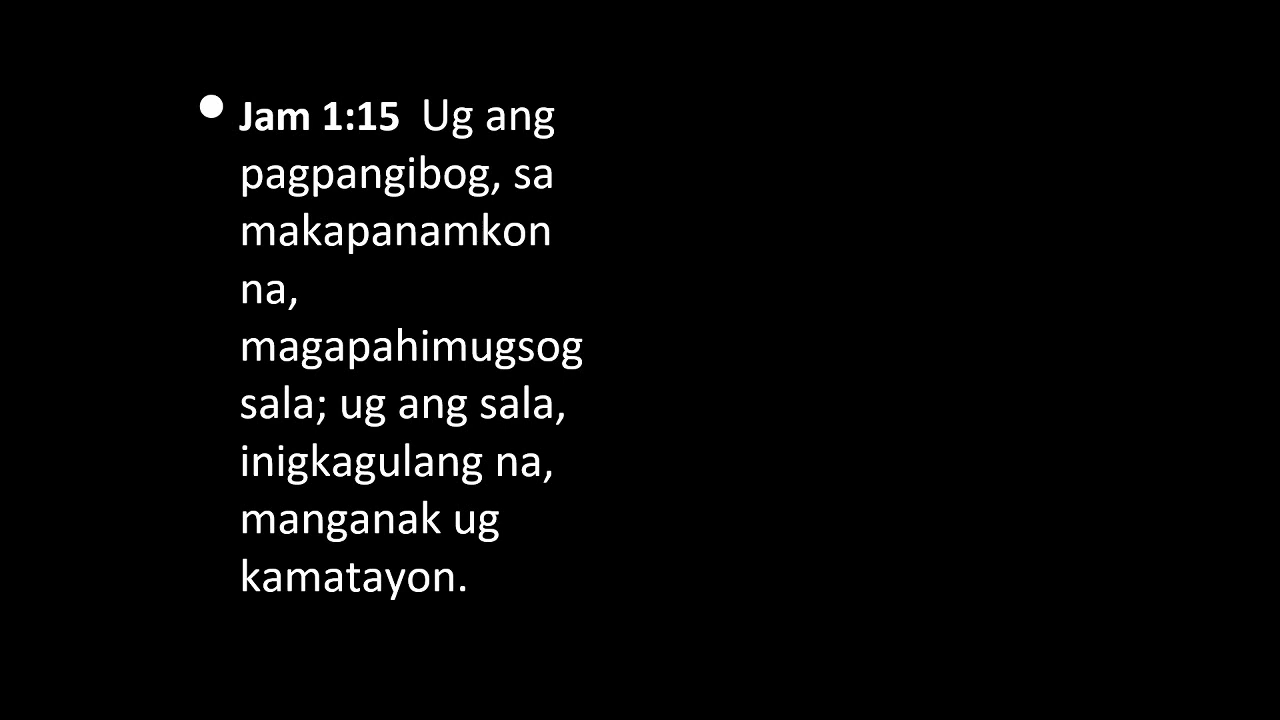 • Jam 1:15  Ug ang
pagpangibog, sa
makapanamkon
na,
magapahimugsog
sala; ug ang sala,
inigkagulang na,
manganak ug
kamatayon.